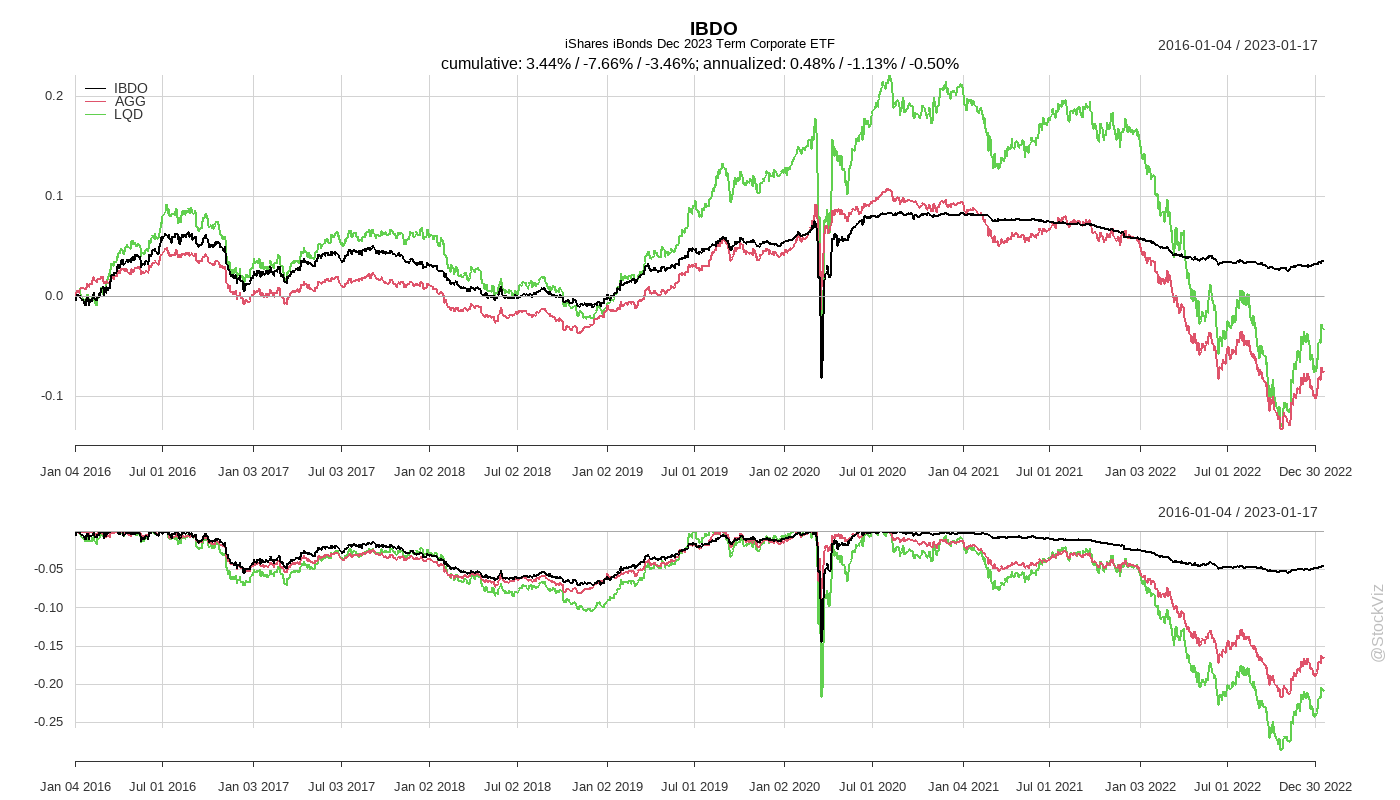 IBDO
iShares iBonds Dec 2023 Term Corporate ETF
2016-01-04 / 2023-01-17
cumulative: 3.44% / -7.66% / -3.46%; annualized: 0.48% / -1.13% / -0.50%
IBDO
AGG
LQD
0.2
0.1
0.0
-0.1
Jan 04 2016 Jul 01 2016 Jan 03 2017 Jul 03 2017 Jan 02 2018 Jul 02 2018 Jan 02 2019 Jul 01 2019 Jan 02 2020 Jul 01 2020 Jan 04 2021 Jul 01 2021 Jan 03 2022 Jul 01 2022 Dec 30 2022
2016-01-04 / 2023-01-17
-0.05
-0.10
-0.15
-0.20
-0.25
Jan 04 2016 Jul 01 2016 Jan 03 2017 Jul 03 2017 Jan 02 2018 Jul 02 2018 Jan 02 2019 Jul 01 2019 Jan 02 2020 Jul 01 2020 Jan 04 2021 Jul 01 2021 Jan 03 2022 Jul 01 2022 Dec 30 2022
@StockViz